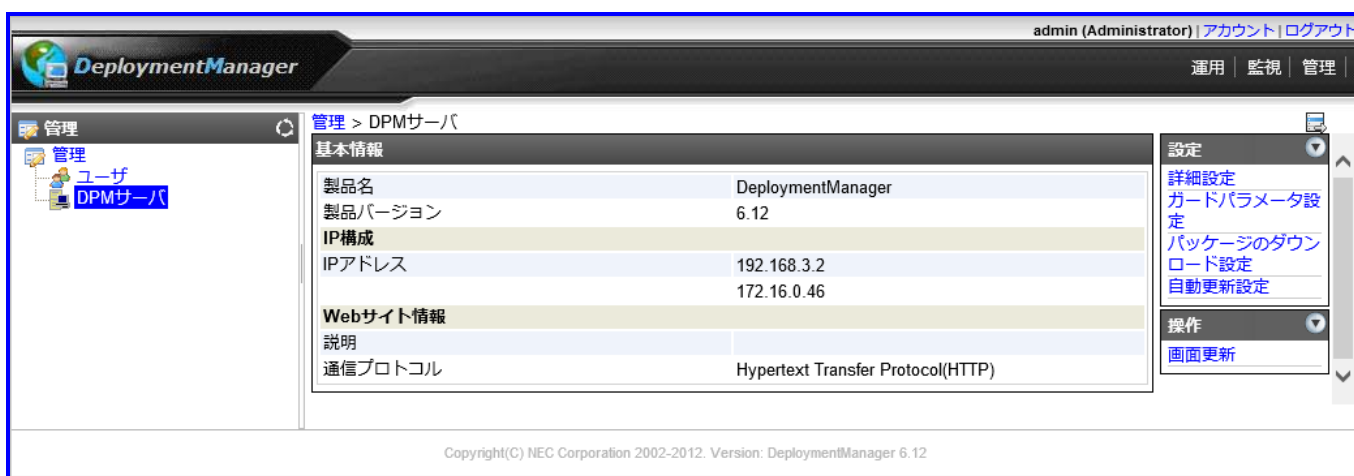 admin (Administrator) | アカウント | ログアウト
DeploymentManager
運用 | 監視 | 管理 |
管理
管理
ユーザ
DPMサーバ
管理 > DPMサーバ
基本情報
製品名 DeploymentManager
製品バージョン 6.12
IP構成
IPアドレス 192.168.3.2
172.16.0.46
Webサイト情報
説明
通信プロトコル Hypertext Transfer Protocol(HTTP)
設定
詳細設定
ガードパラメータ設
定
パッケージのダウン
ロード設定
自動更新設定
操作
画面更新
Copyright(C) NEC Corporation 2002-2012. Version: DeploymentManager 6.12